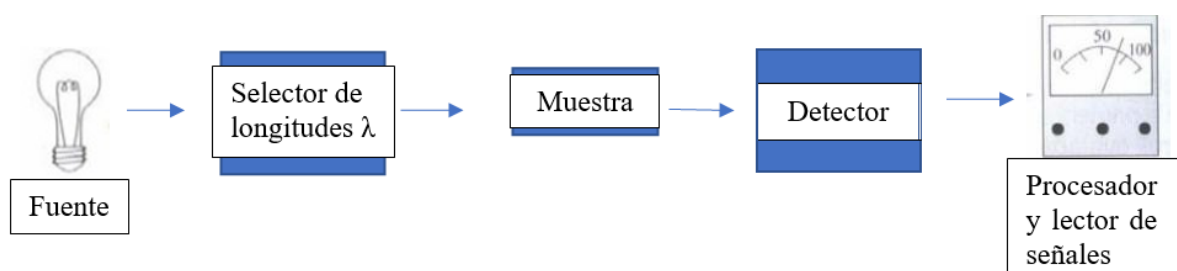 Fuente
Selector de
longitudes λ
Muestra
Detector
0
50
100
Procesador
y lector de
señales